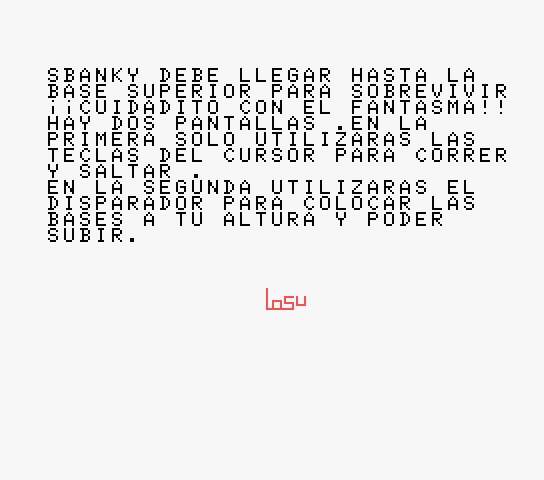 SBANKY DEBE LLEGAR HASTA LA
BASE SUPERIOR PARA SOBREVIVIR
¡¡CUIDADITO CON EL FANTASMA!!
HAY DOS PANTALLAS .EN LA
PRIMERA SOLO UTILIZARAS LAS
TECLAS DEL CURSOR PARA CORRER
Y SALTAR .
EN LA SEGUNDA UTILIZARAS EL
DISPARADOR PARA COLOCAR LAS
BASES A TU ALTURA Y PODER
SUBIR.
losu